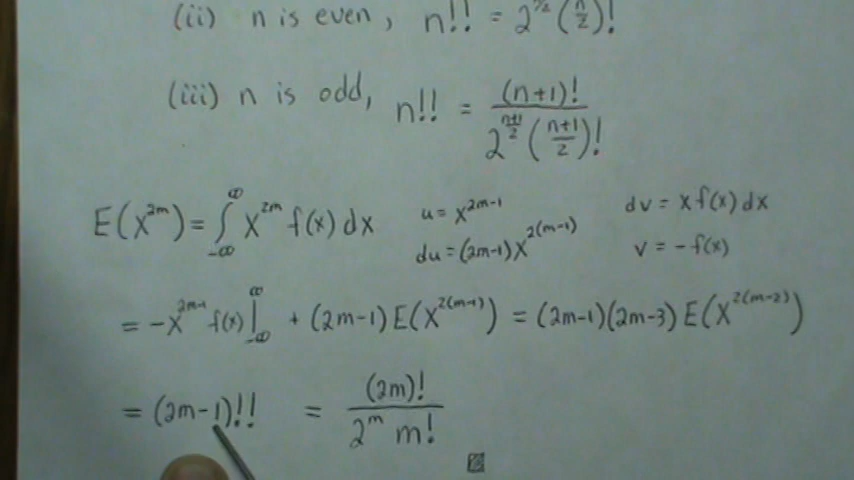 (ii) n is even, n!! = 2^{n/2} (n/2)!
(iii) n is odd, n!! = (n+1)! / 2^{(n+1)/2} ((n+1)/2)!
E(X^{2m}) = ∫_{-∞}^{∞} X^{2m} f(x) dx u = x^{2m-1} dv = x f(x) dx
du = (2m-1) X^{2(m-1)} v = -f(x)
= -X^{2m-1} f(x) |_{-∞}^{∞} + (2m-1) E(X^{2(m-1)}) = (2m-1)(2m-3) E(X^{2(m-2)})
= (2m-1)!! = (2m)! / 2^m m!